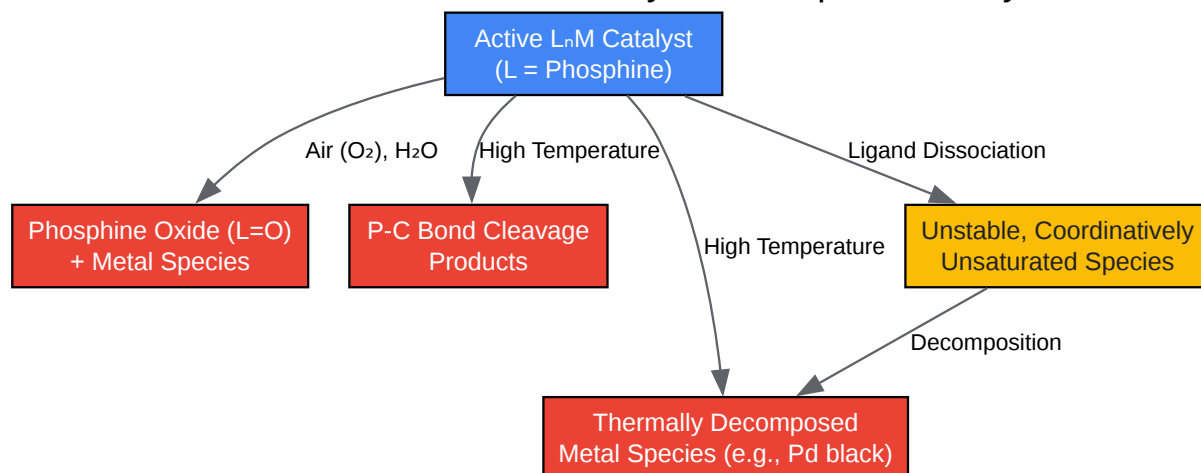 Active LₙM Catalyst
(L = Phosphine)
Air (O₂), H₂O
High Temperature
Ligand Dissociation
Phosphine Oxide (L=O)
+ Metal Species
P-C Bond Cleavage
Products
High Temperature
Unstable, Coordinatively
Unsaturated Species
Decomposition
Thermally Decomposed
Metal Species (e.g., Pd black)